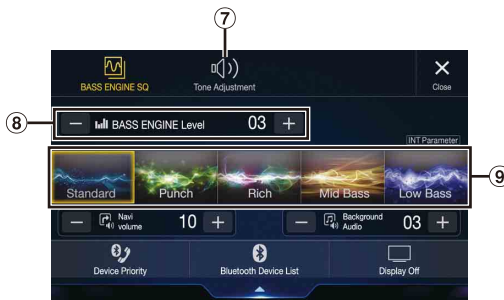 7
BASS ENGINE SQ
Tone Adjustment
Close
8
BASS ENGINE Level 03
INT Parameter
Standard Punch Rich Mid Bass Low Bass
9
Navi volume 10
Background Audio 03
Device Priority Bluetooth Device List Display Off